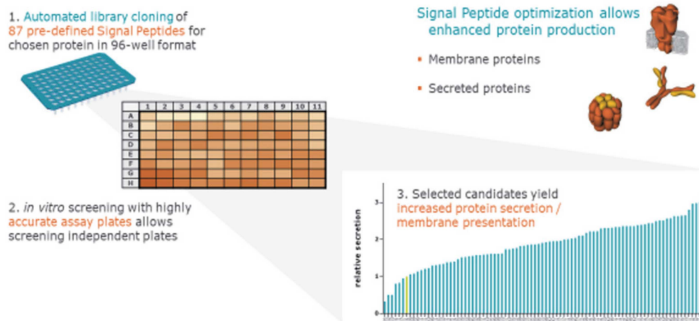 1. Automated library cloning of
87 pre-defined Signal Peptides for
chosen protein in 96-well format
Signal Peptide optimization allows
enhanced protein production
▪ Membrane proteins
▪ Secreted proteins
1 2 3 4 5 6 7 8 9 10 11
A
B
C
D
E
F
G
H
2. in vitro screening with highly
accurate assay plates allows
screening independent plates
3. Selected candidates yield
increased protein secretion /
membrane presentation
relative secretion
3
2
1
0